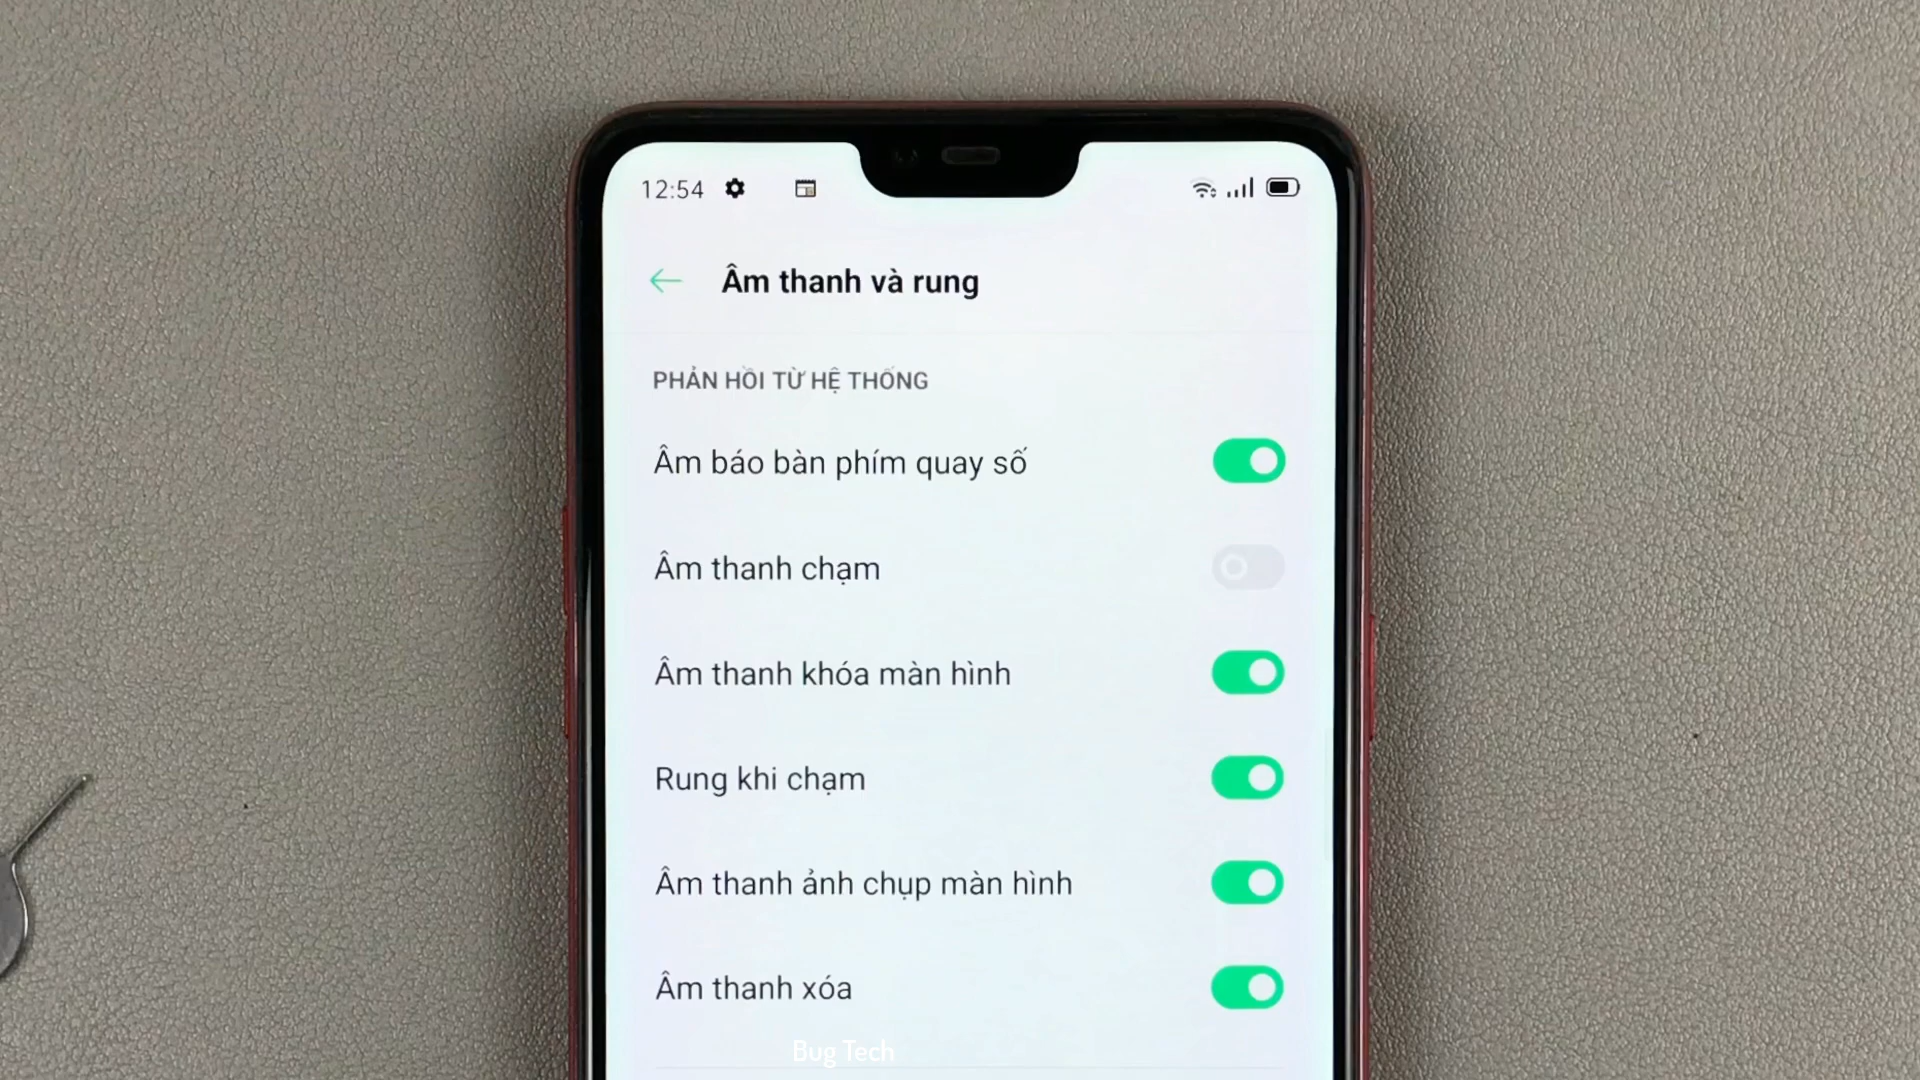 12:54
Âm thanh và rung
PHẢN HỒI TỪ HỆ THỐNG
Âm báo bàn phím quay số
Âm thanh chạm
Âm thanh khóa màn hình
Rung khi chạm
Âm thanh ảnh chụp màn hình
Âm thanh xóa
Bug Tech